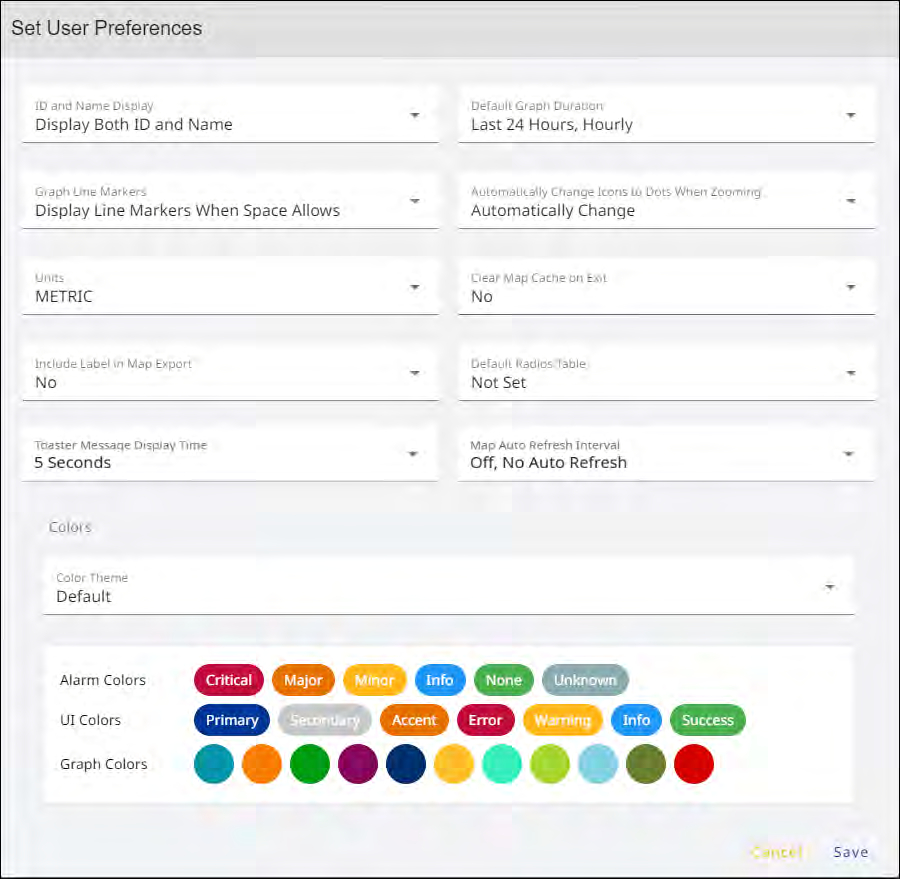 Set User Preferences
ID and Name Display
Display Both ID and Name
Default Graph Duration
Last 24 Hours, Hourly
Graph Line Markers
Display Line Markers When Space Allows
Automatically Change Icons to Dots When Zooming
Automatically Change
Units
METRIC
Clear Map Cache on Exit
No
Include Label in Map Export
No
Default Radios Table
Not Set
Toaster Message Display Time
5 Seconds
Map Auto Refresh Interval
Off, No Auto Refresh
Colors
Color Theme
Default
Alarm Colors Critical Major Minor Info None Unknown
UI Colors Primary Secondary Accent Error Warning Info Success
Graph Colors
Cancel Save